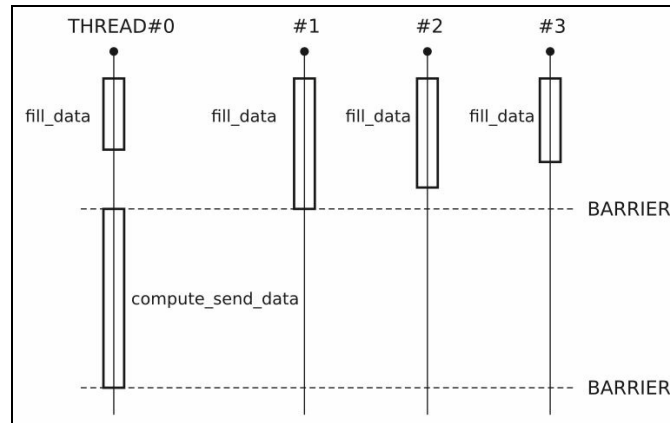 THREAD#0 #1 #2 #3
fill_data fill_data fill_data fill_data
BARRIER
compute_send_data
BARRIER